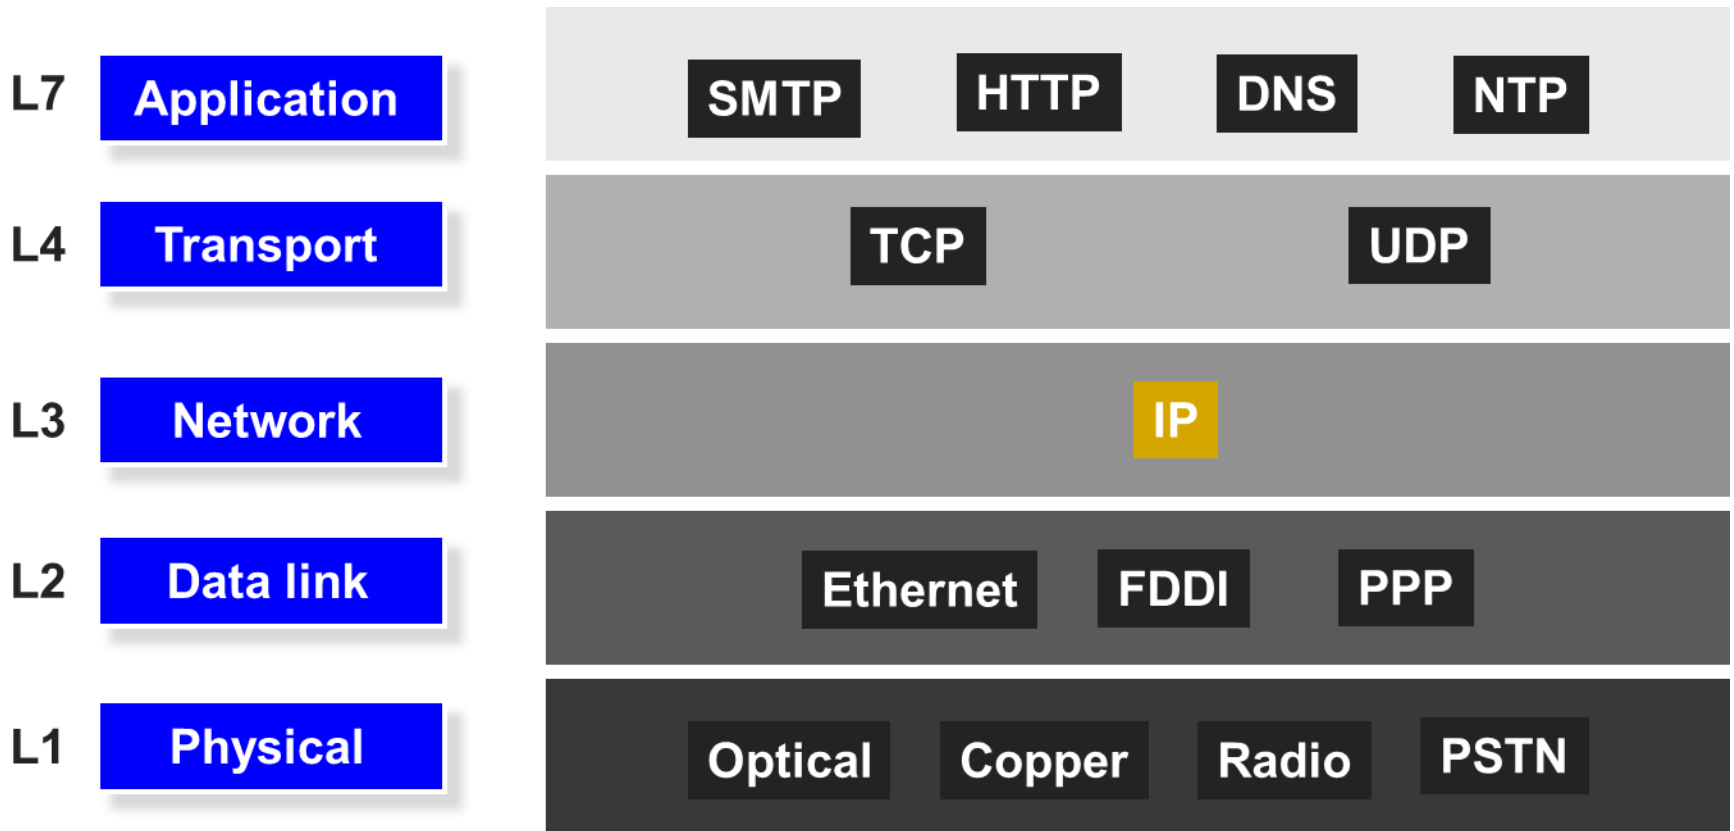 L7 Application SMTP HTTP DNS NTP
L4 Transport TCP UDP
L3 Network IP
L2 Data link Ethernet FDDI PPP
L1 Physical Optical Copper Radio PSTN